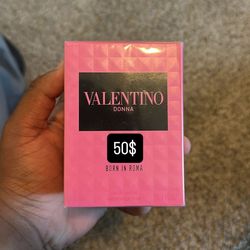 VALENTINO
DONNA
50$
BORN IN ROMA